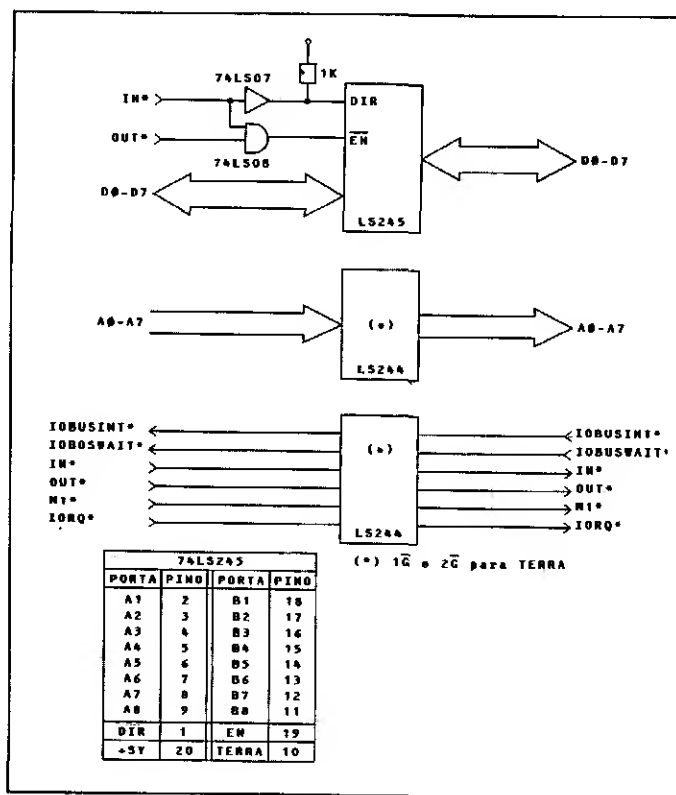 1K
74LS07
IN*
DIR
OUT*
EN
74LS08
D0-D7
D0-D7
LS245
A0-A7
(*)
A0-A7
LS244
IOBUSINT*
IOBUSINT*
IOBOSWAIT*
(*)
IOBUSWAIT*
IN*
IN*
OUT*
OUT*
M1*
M1*
IORQ*
LS244
IORQ*
(*) 1G e 2G para TERRA
74LS245
PORTA PINO PORTA PINO
A1 2 B1 18
A2 3 B2 17
A3 4 B3 16
A4 5 B4 15
A5 6 B5 14
A6 7 B6 13
A7 8 B7 12
A8 9 B8 11
DIR 1 EN 19
+5V 20 TERRA 10